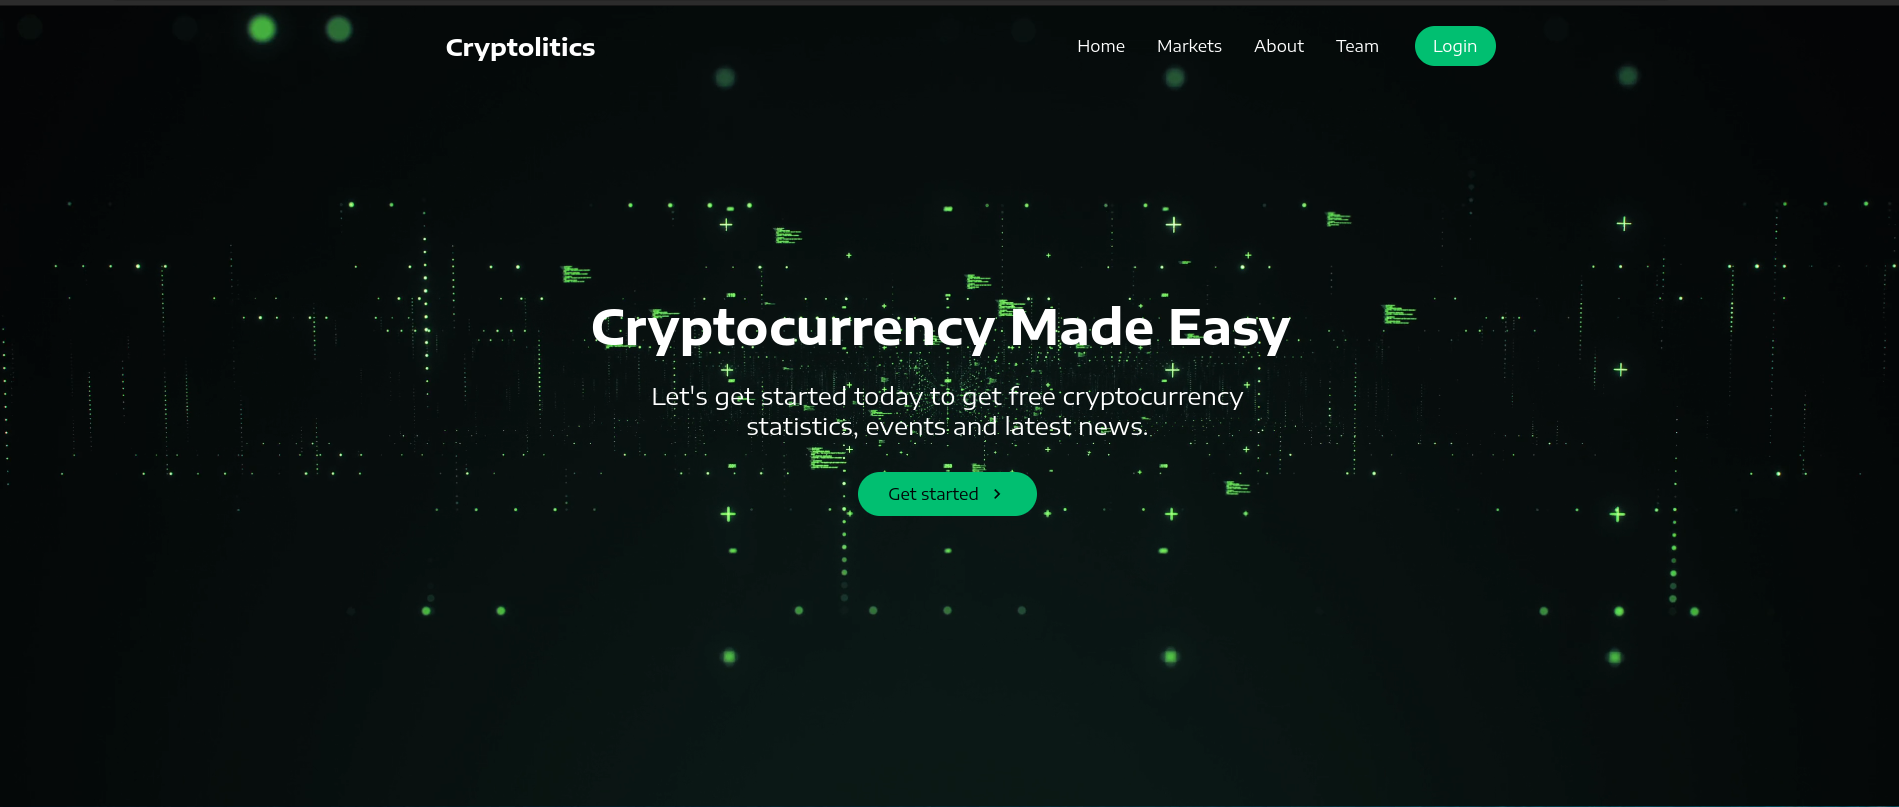 Cryptolitics
Home Markets About Team Login
Cryptocurrency Made Easy
Let's get started today to get free cryptocurrency
statistics, events and latest news.
Get started